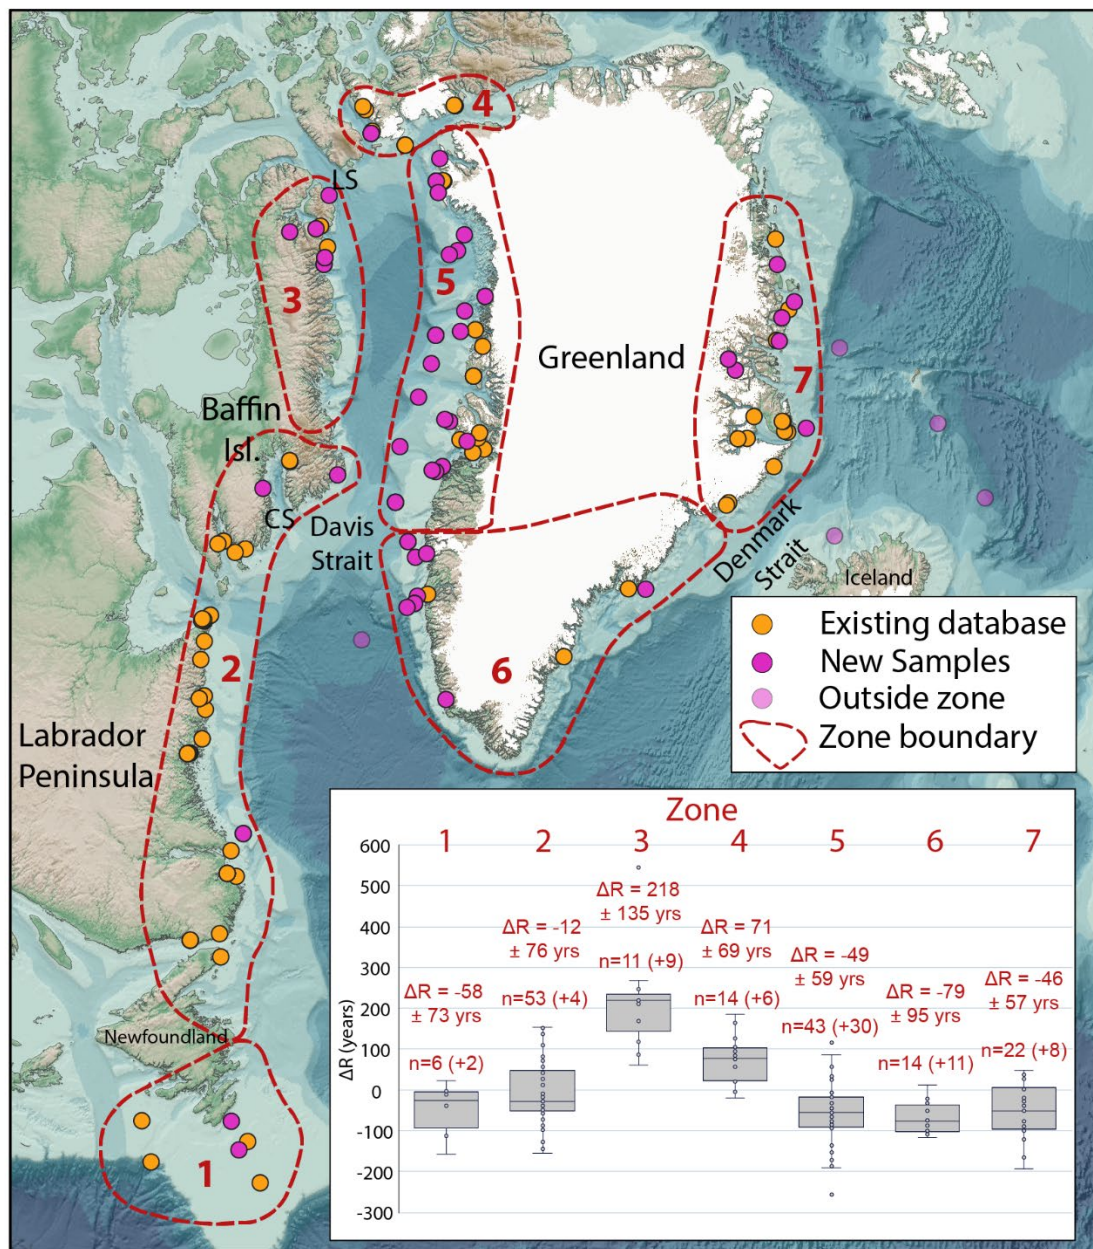 4
LS
3
5
Greenland
7
Baffin
Isl.
CS
Davis
Strait
Denmark
Strait
Iceland
2
6
Labrador
Peninsula
Newfoundland
1
Existing database
New Samples
Outside zone
Zone boundary
Zone
1 2 3 4 5 6 7
600
500
400
300
200
100
0
-100
-200
-300
ΔR (years)
ΔR = -58
± 73 yrs
n=6 (+2)
ΔR = -12
± 76 yrs
n=53 (+4)
ΔR = 218
± 135 yrs
n=11 (+9)
ΔR = 71
± 69 yrs
n=14 (+6)
ΔR = -49
± 59 yrs
n=43 (+30)
ΔR = -79
± 95 yrs
n=14 (+11)
ΔR = -46
± 57 yrs
n=22 (+8)